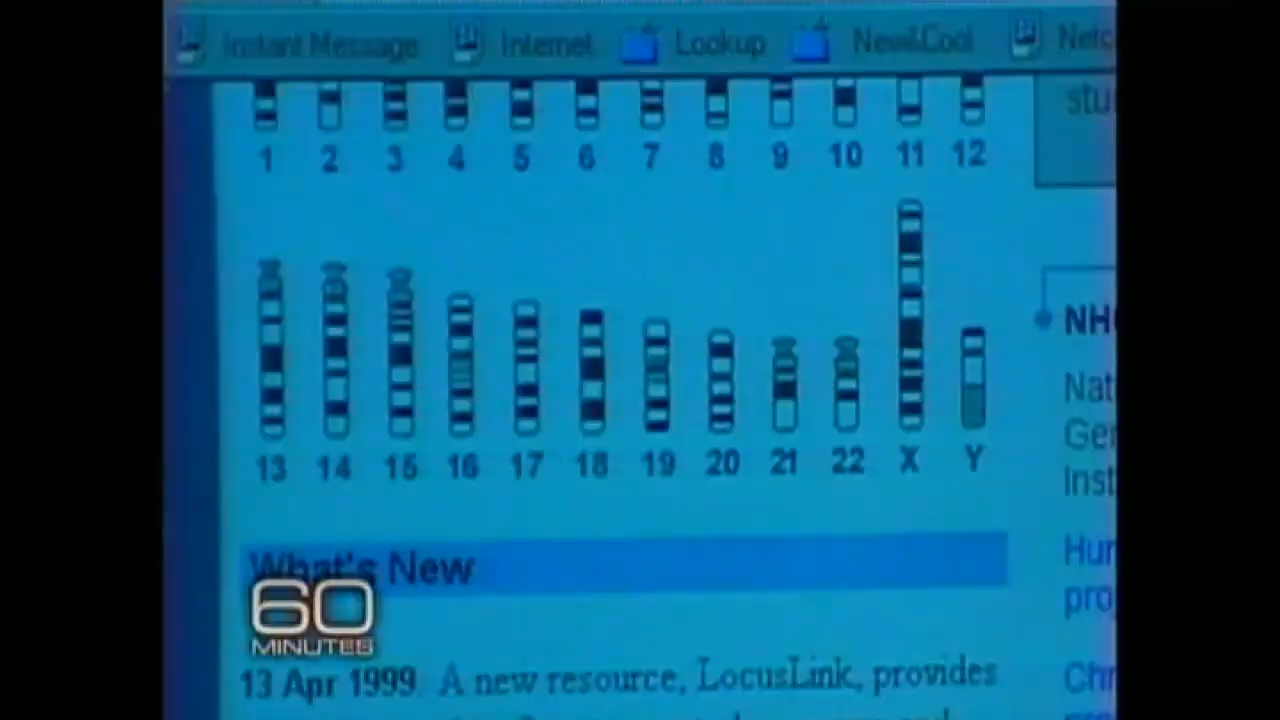 Instant Message Internet Lookup New&Cool
1 2 3 4 5 6 7 8 9 10 11 12
13 14 15 16 17 18 19 20 21 22 X Y
What's New
60
MINUTES
13 Apr 1999. A new resource, LocusLink, provides